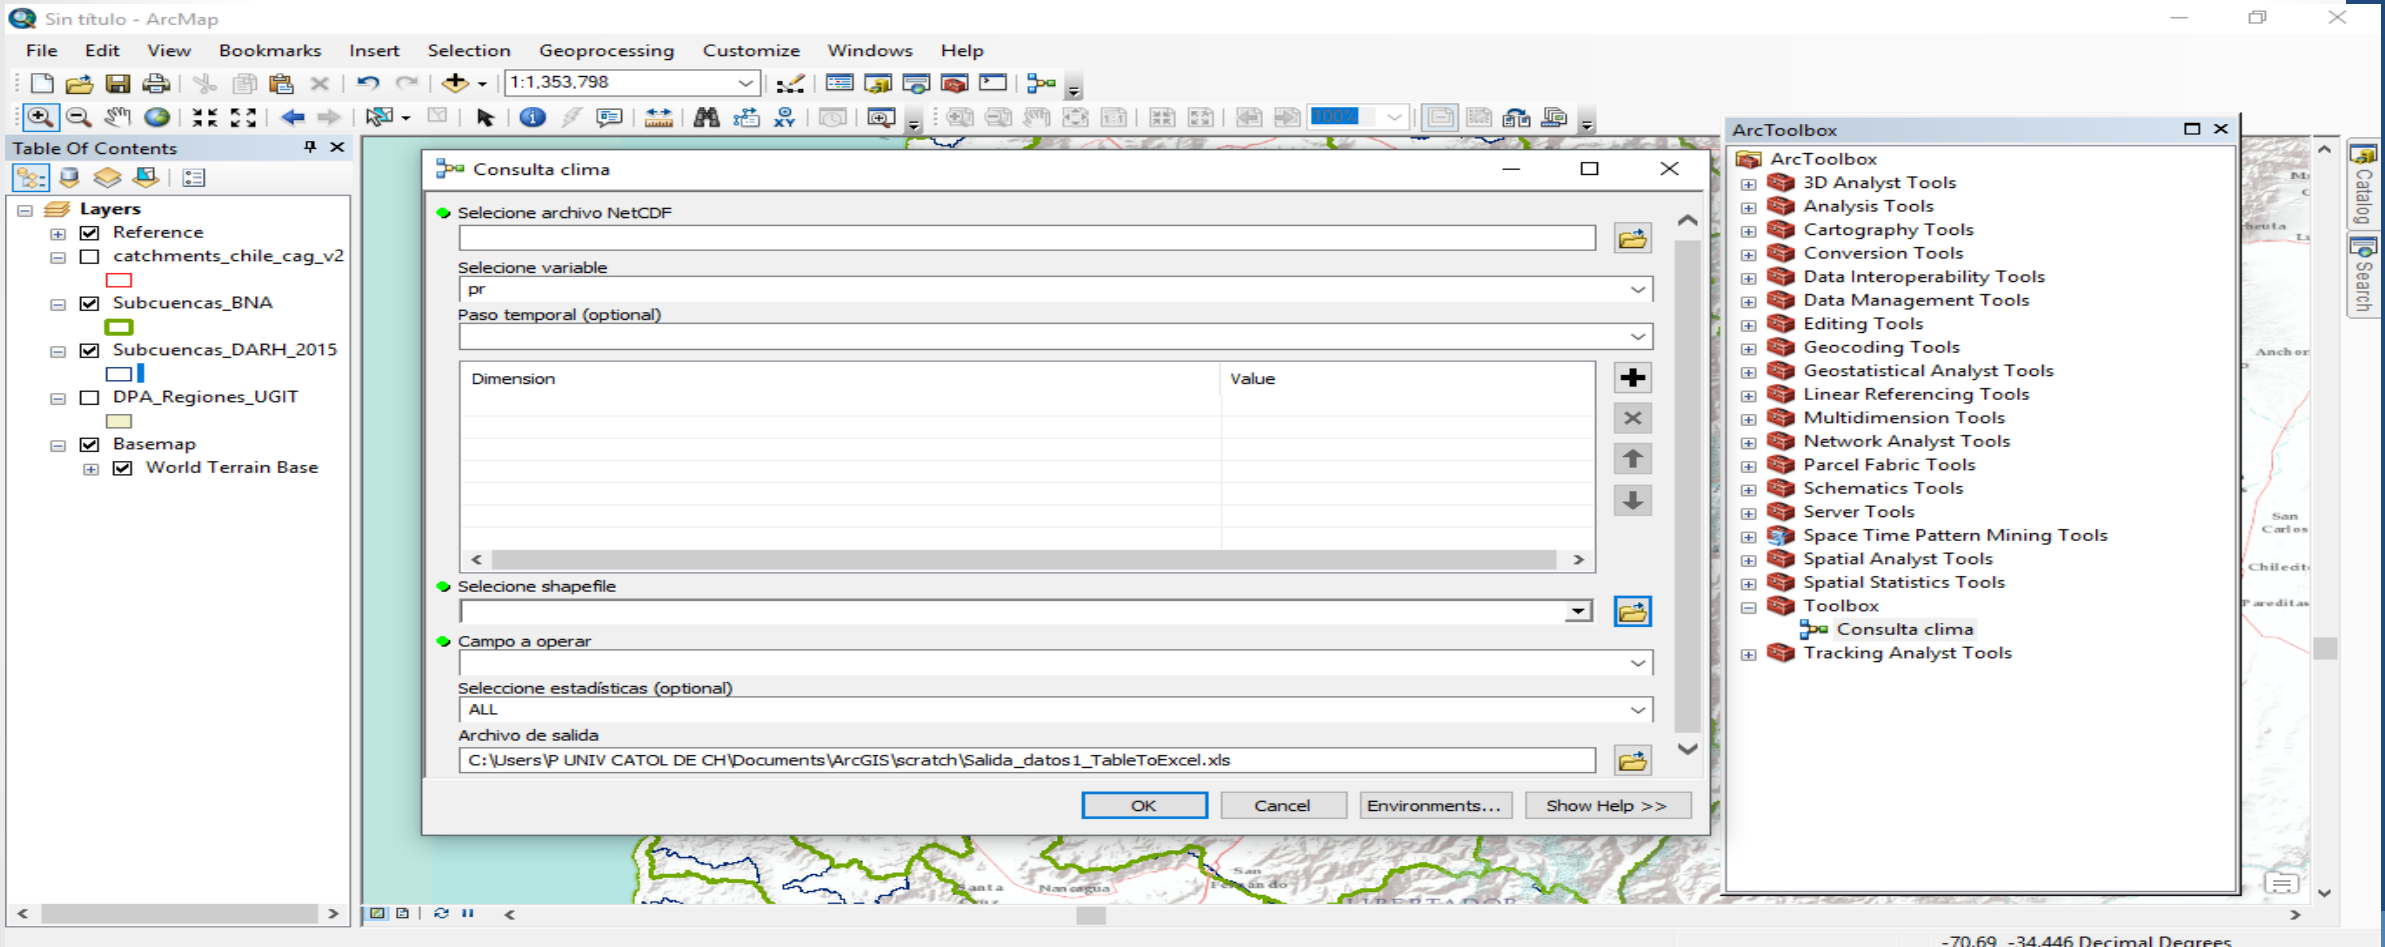 Sin título - ArcMap
File Edit View Bookmarks Insert Selection Geoprocessing Customize Windows Help
1:1,353,798
100%
Table Of Contents
Layers
Reference
catchments_chile_cag_v2
Subcuencas_BNA
Subcuencas_DARH_2015
DPA_Regiones_UGIT
Basemap
World Terrain Base
Consulta clima
Selecione archivo NetCDF
Selecione variable
pr
Paso temporal (optional)
Dimension Value
Selecione shapefile
Campo a operar
Seleccione estadísticas (optional)
ALL
Archivo de salida
C:\Users\P UNIV CATOL DE CH\Documents\ArcGIS\scratch\Salida_datos1_TableToExcel.xls
OK Cancel Environments... Show Help >>
ArcToolbox
ArcToolbox
3D Analyst Tools
Analysis Tools
Cartography Tools
Conversion Tools
Data Interoperability Tools
Data Management Tools
Editing Tools
Geocoding Tools
Geostatistical Analyst Tools
Linear Referencing Tools
Multidimension Tools
Network Analyst Tools
Parcel Fabric Tools
Schematics Tools
Server Tools
Space Time Pattern Mining Tools
Spatial Analyst Tools
Spatial Statistics Tools
Toolbox
Consulta clima
Tracking Analyst Tools
Catalog
Search
San
Carlos
Pareditas
Nancagua
San
LIBERTADOR
-70.69 -34.446 Decimal Degrees